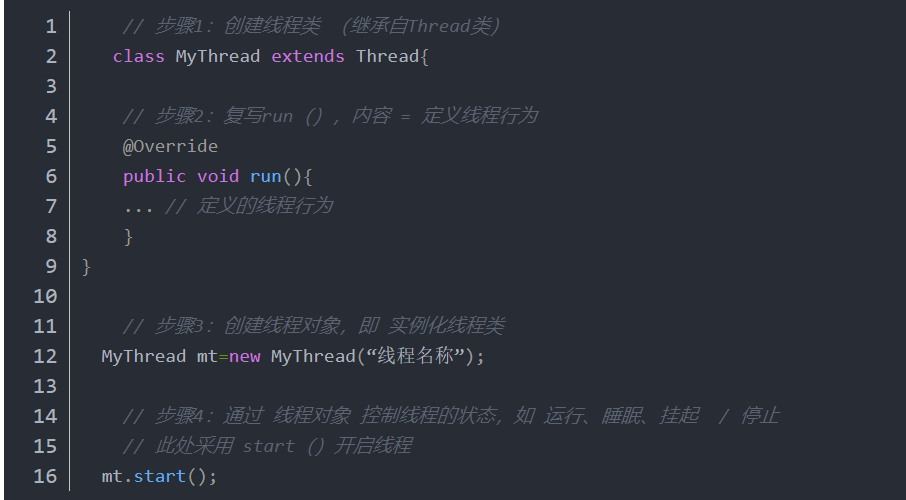 1 // 步骤1：创建线程类 （继承自Thread类）
2 class MyThread extends Thread{
3
4 // 步骤2：复写run（），内容 = 定义线程行为
5 @Override
6 public void run(){
7 ... // 定义的线程行为
8 }
9 }
10
11 // 步骤3：创建线程对象，即 实例化线程类
12 MyThread mt=new MyThread(“线程名称”);
13
14 // 步骤4：通过 线程对象 控制线程的状态，如 运行、睡眠、挂起 / 停止
15 // 此处采用 start（）开启线程
16 mt.start();